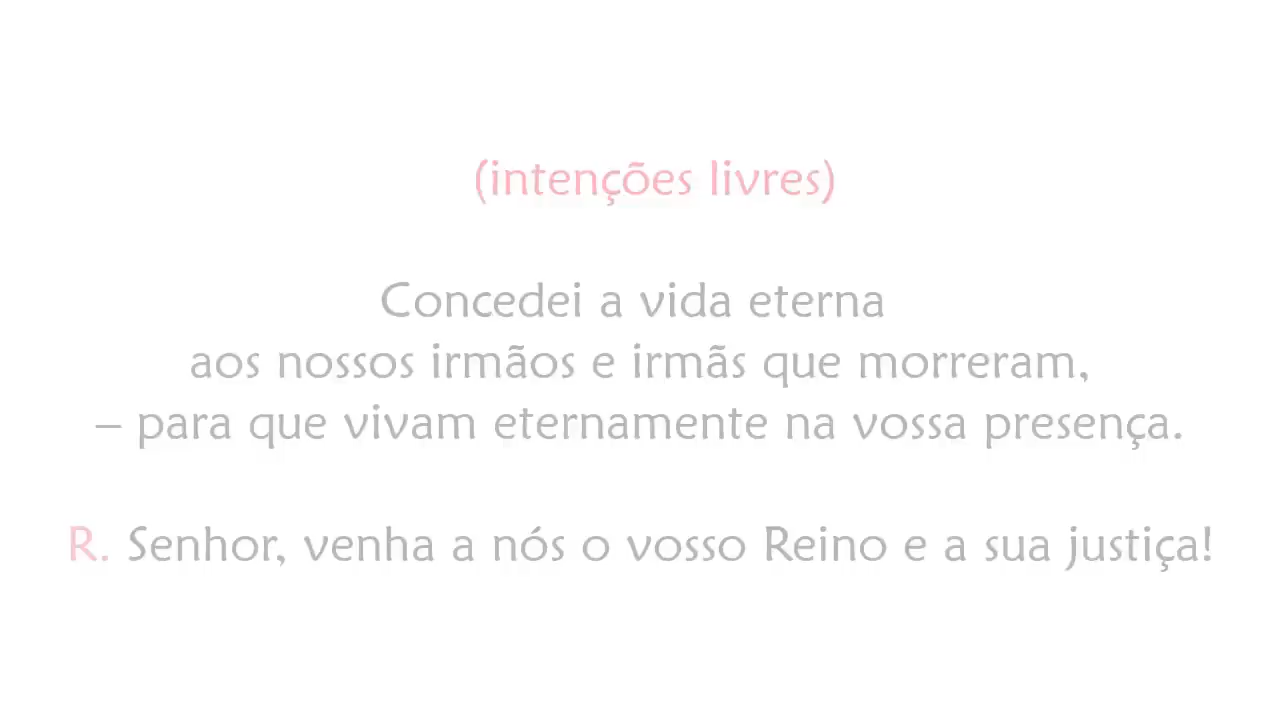 (intenções livres)
Concedei a vida eterna
aos nossos irmãos e irmãs que morreram,
– para que vivam eternamente na vossa presença.
R. Senhor, venha a nós o vosso Reino e a sua justiça!